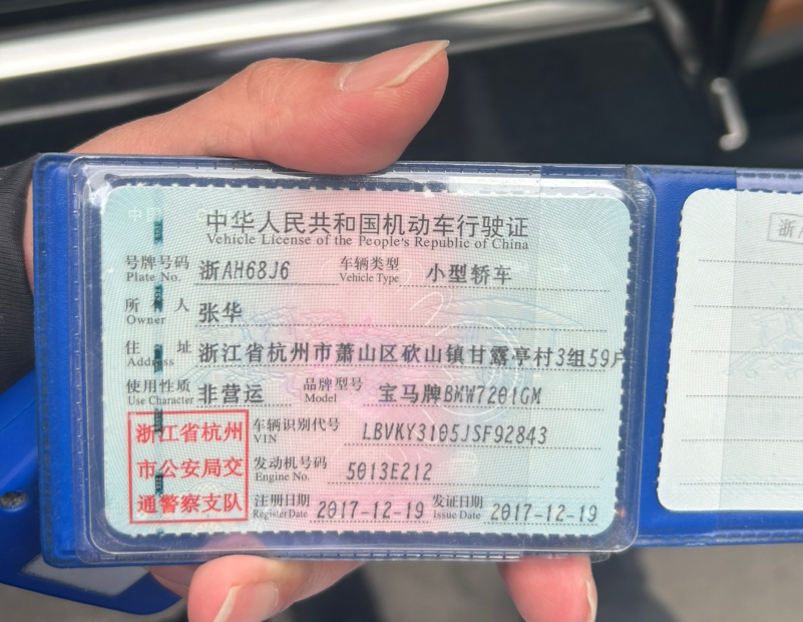 中华人民共和国机动车行驶证
Vehicle License of the People's Republic of China
号牌号码 浙AH68J6 车辆类型 小型轿车
Plate No. Vehicle Type
所有人 张华
Owner
住址 浙江省杭州市萧山区砍山镇甘露亭村3组59户
Address
使用性质 非营运 品牌型号 宝马牌BMW7201GM
Use Character Model
浙江省杭州 车辆识别代号 LBVKY3105JSF92843
VIN
市公安局交 发动机号码 5013E212
Engine No.
通警察支队 注册日期 2017-12-19 发证日期 2017-12-19
Register Date Issue Date
浙